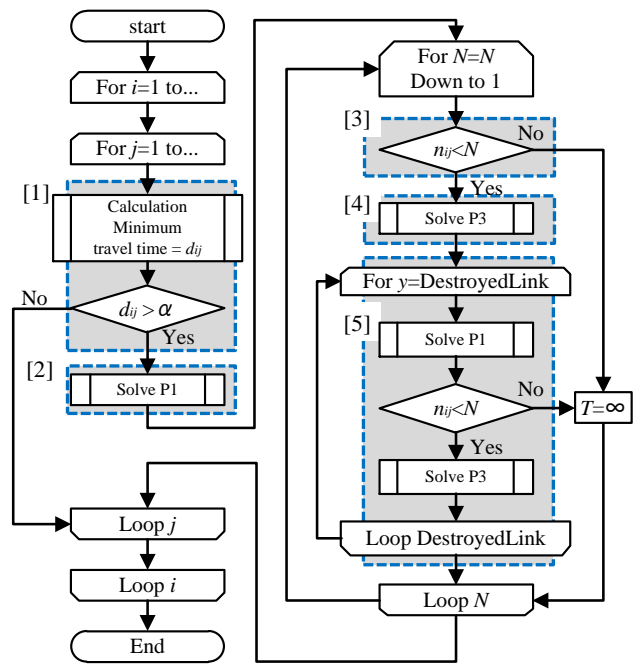 start
For i=1 to...
For j=1 to...
[1]
Calculation
Minimum
travel time = dij
No
dij > α
Yes
[2]
Solve P1
Loop j
Loop i
End
For N=N
Down to 1
[3]
No
nij<N
Yes
[4]
Solve P3
For y=DestroyedLink
[5]
Solve P1
No
nij<N
T=∞
Yes
Solve P3
Loop DestroyedLink
Loop N